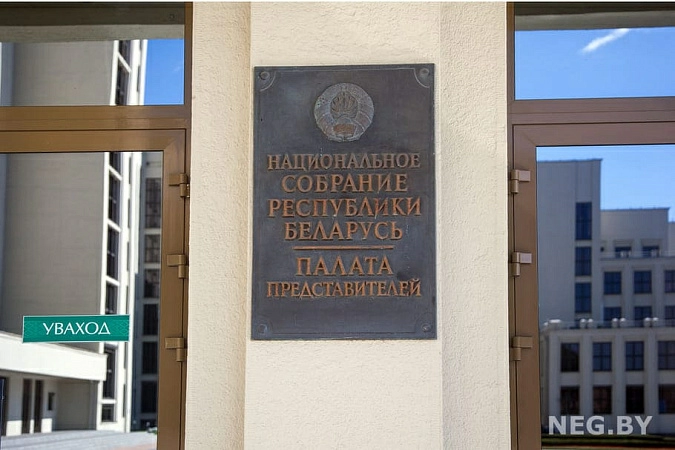 НАЦИОНАЛЬНОЕ
СОБРАНИЕ
РЕСПУБЛИКИ
БЕЛАРУСЬ
ПАЛАТА
ПРЕДСТАВИТЕЛЕЙ
УВАХОД
NEG.BY